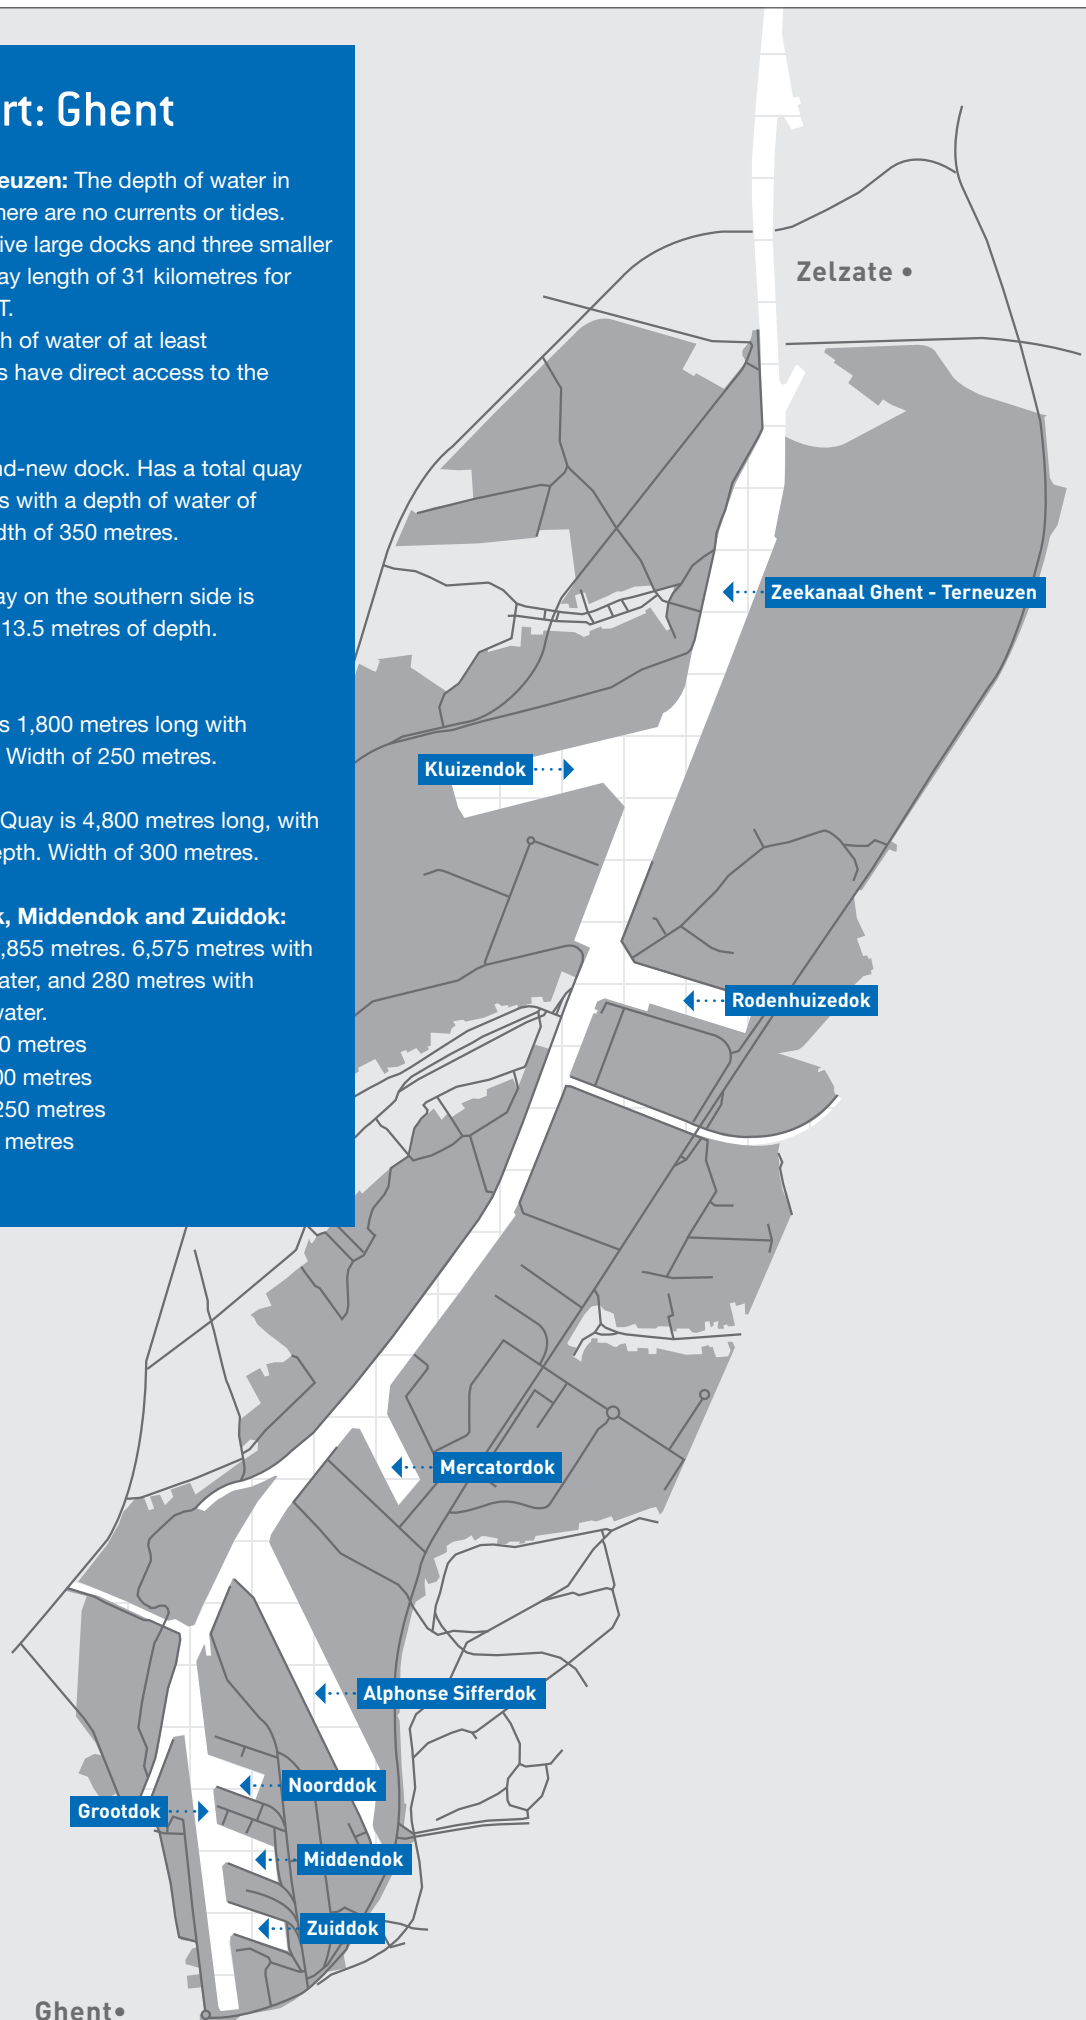 rt: Ghent
euzen: The depth of water in
here are no currents or tides.
ive large docks and three smaller
ay length of 31 kilometres for
T.
h of water of at least
s have direct access to the
nd-new dock. Has a total quay
s with a depth of water of
dth of 350 metres.
ay on the southern side is
13.5 metres of depth.
s 1,800 metres long with
Width of 250 metres.
Quay is 4,800 metres long, with
epth. Width of 300 metres.
k, Middendok and Zuiddok:
,855 metres. 6,575 metres with
ater, and 280 metres with
water.
0 metres
00 metres
250 metres
metres
Zelzate
Zeekanaal Ghent - Terneuzen
Kluizendok
Rodenhuizedok
Mercatordok
Alphonse Sifferdok
Noorddok
Grootdok
Middendok
Zuiddok
Ghent